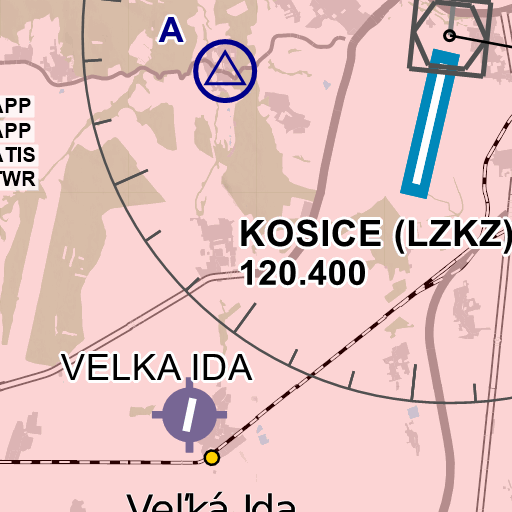 A
APP
APP
ATIS
TWR
KOSICE (LZKZ)
120.400
VELKA IDA
Veľká Ida